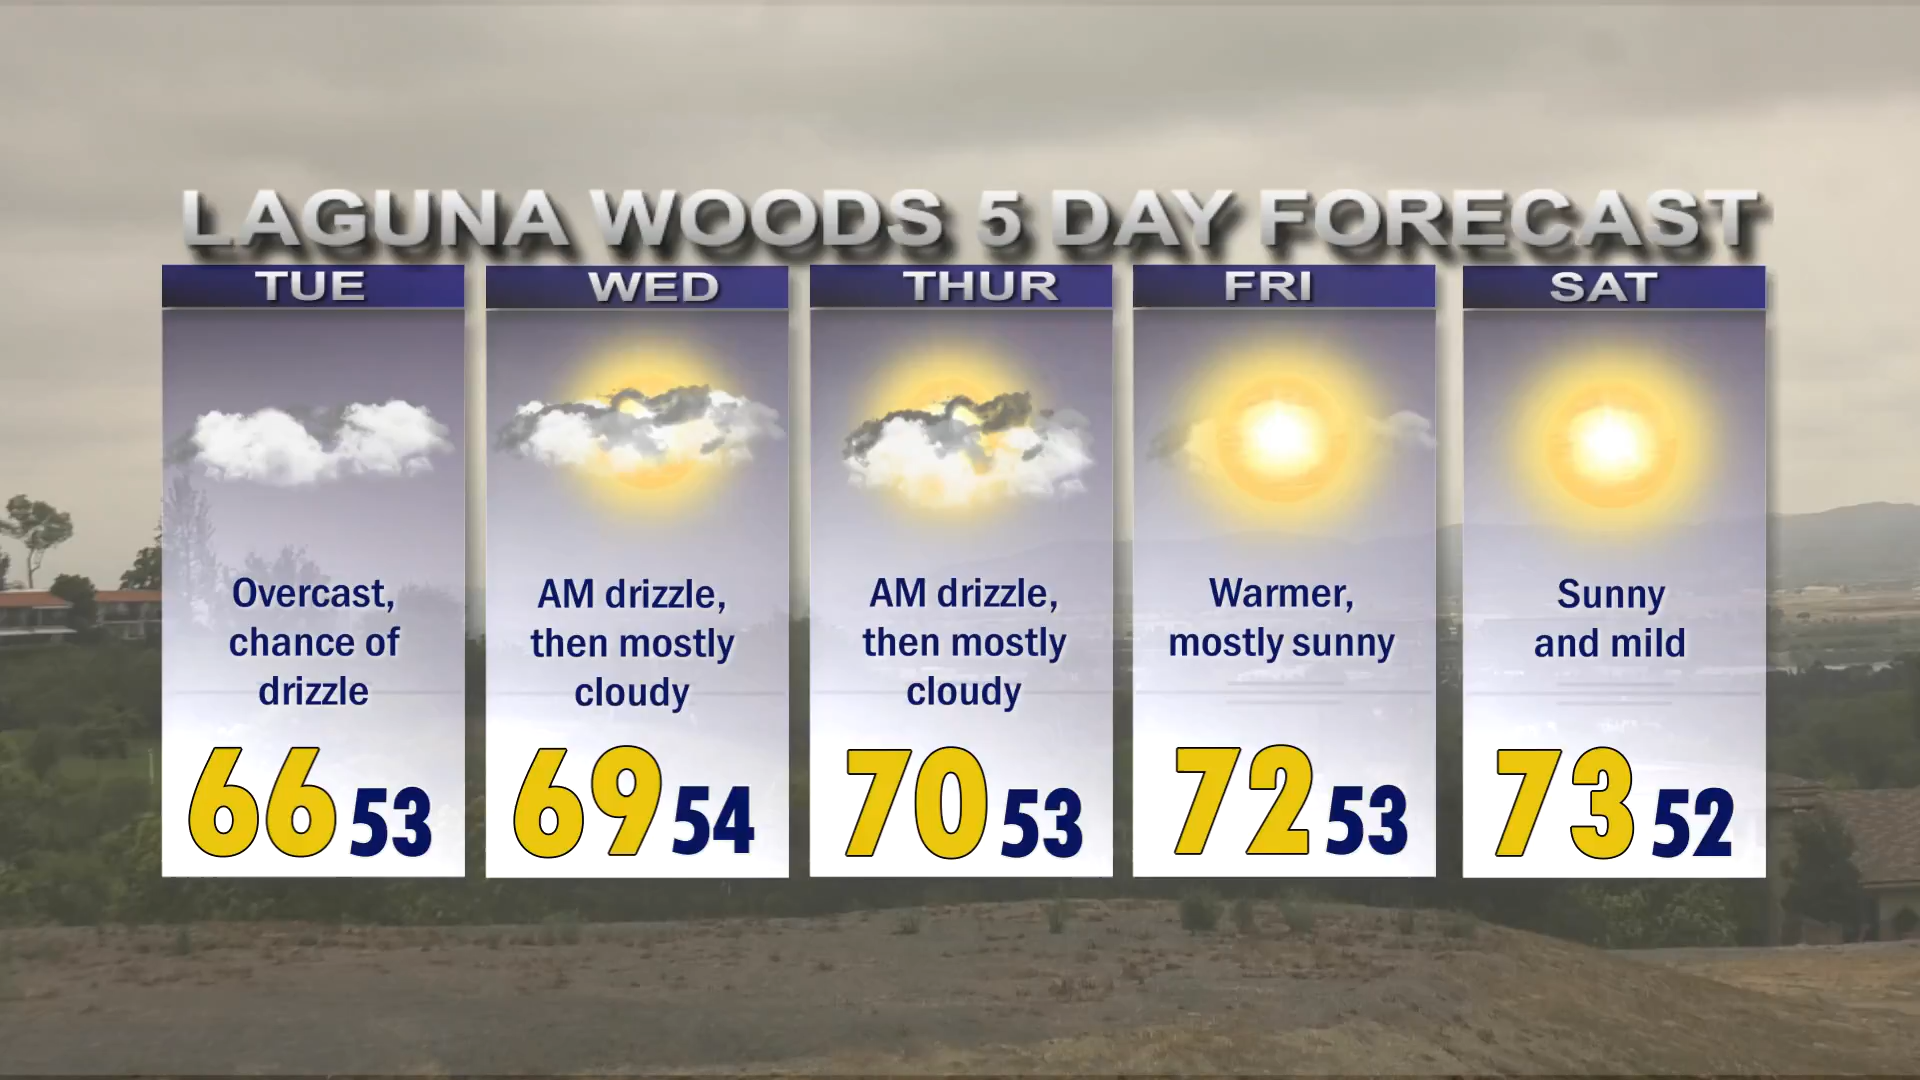 LAGUNA WOODS 5 DAY FORECAST
TUE
Overcast,
chance of
drizzle
66 53
WED
AM drizzle,
then mostly
cloudy
69 54
THUR
AM drizzle,
then mostly
cloudy
70 53
FRI
Warmer,
mostly sunny
72 53
SAT
Sunny
and mild
73 52